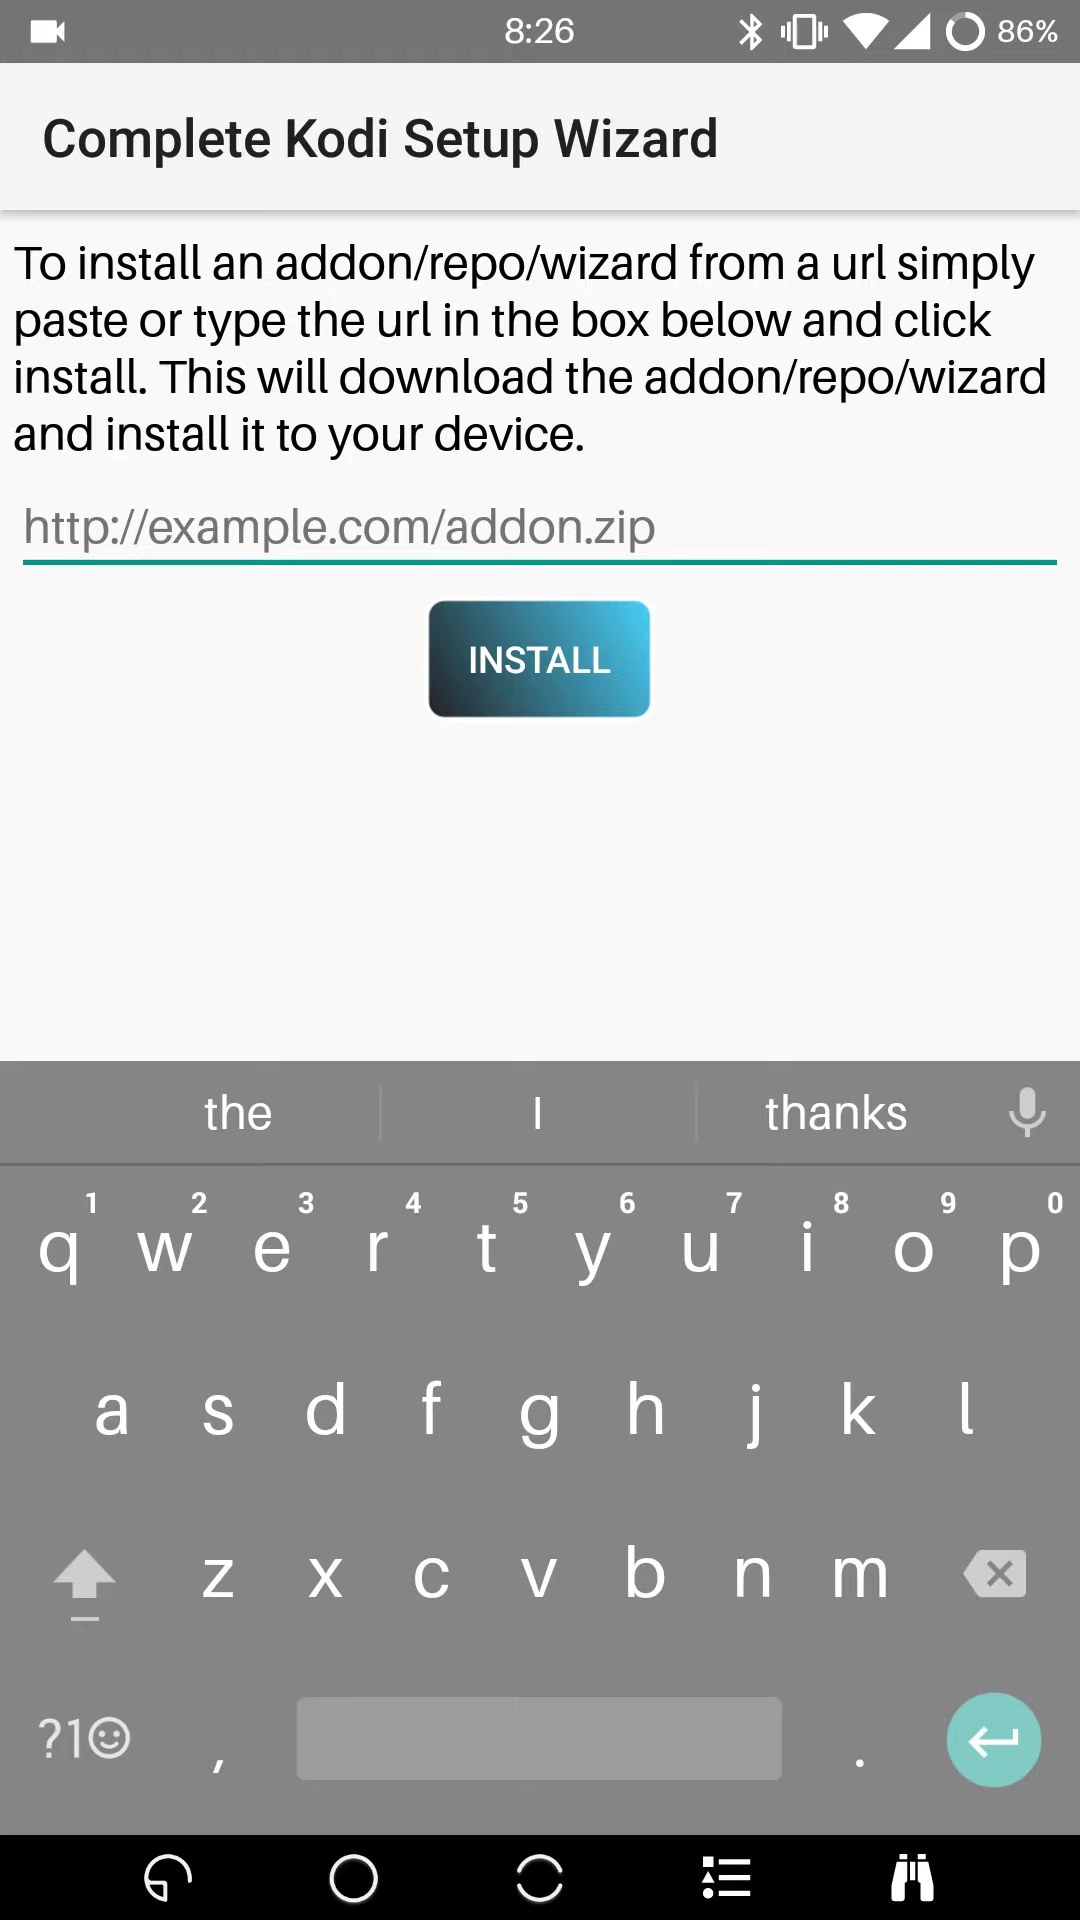 8:26
86%
Complete Kodi Setup Wizard
To install an addon/repo/wizard from a url simply
paste or type the url in the box below and click
install. This will download the addon/repo/wizard
and install it to your device.
http://example.com/addon.zip
INSTALL
the I thanks
1 2 3 4 5 6 7 8 9 0
q w e r t y u i o p
a s d f g h j k l
z x c v b n m
?1☺ , .